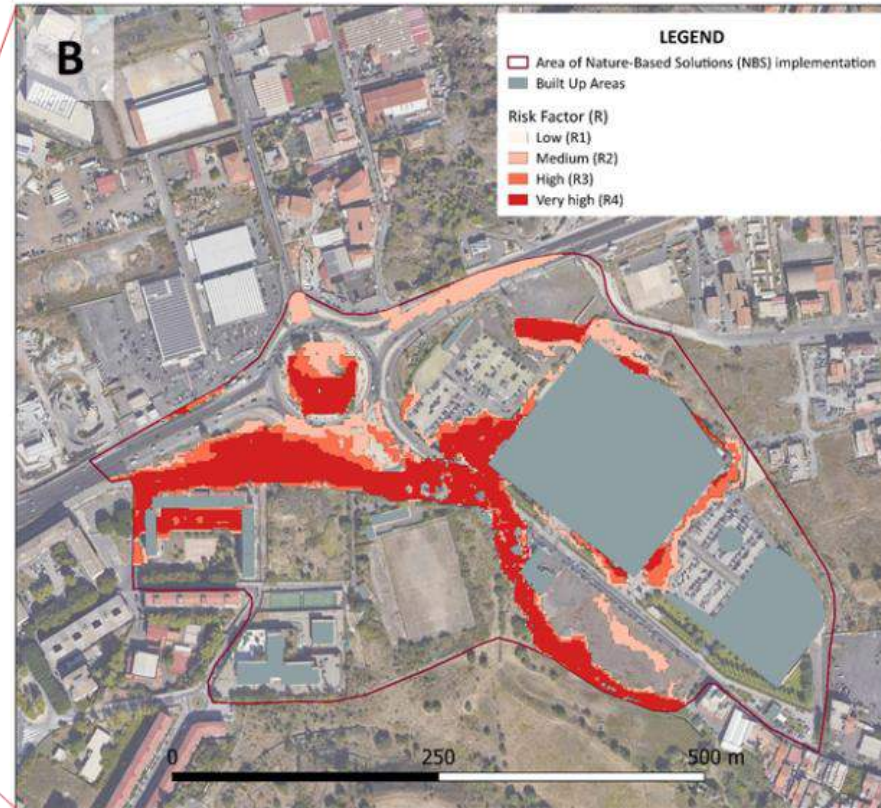 B
LEGEND
Area of Nature-Based Solutions (NBS) implementation
Built Up Areas
Risk Factor (R)
Low (R1)
Medium (R2)
High (R3)
Very high (R4)
0 250 500 m